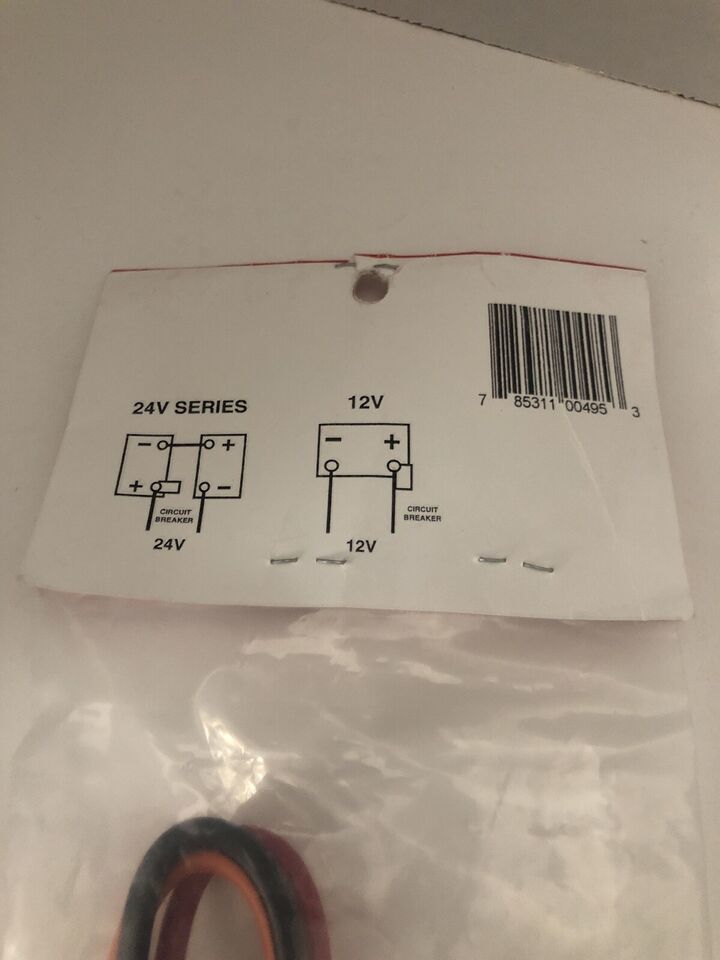 7 85311 00495 3
24V SERIES
12V
− +
+ −
CIRCUIT
BREAKER
24V
− +
CIRCUIT
BREAKER
12V